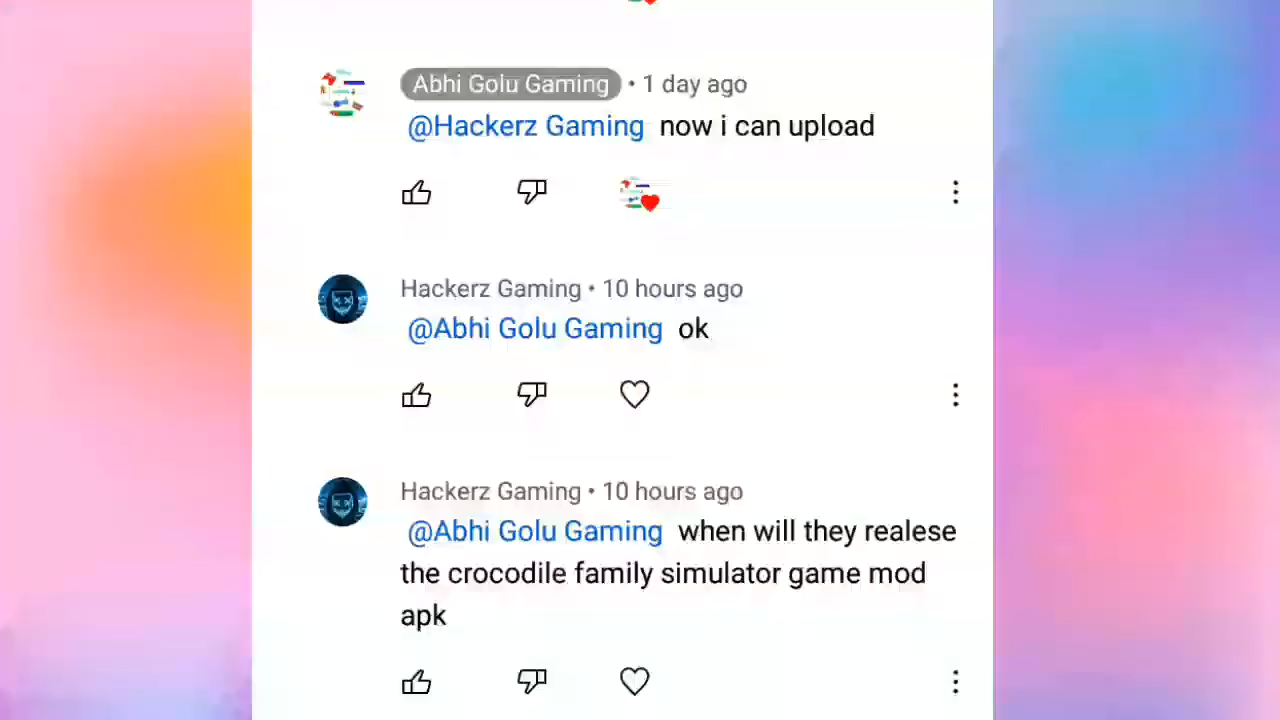 Abhi Golu Gaming • 1 day ago
@Hackerz Gaming now i can upload
Hackerz Gaming • 10 hours ago
@Abhi Golu Gaming ok
Hackerz Gaming • 10 hours ago
@Abhi Golu Gaming when will they realese
the crocodile family simulator game mod
apk